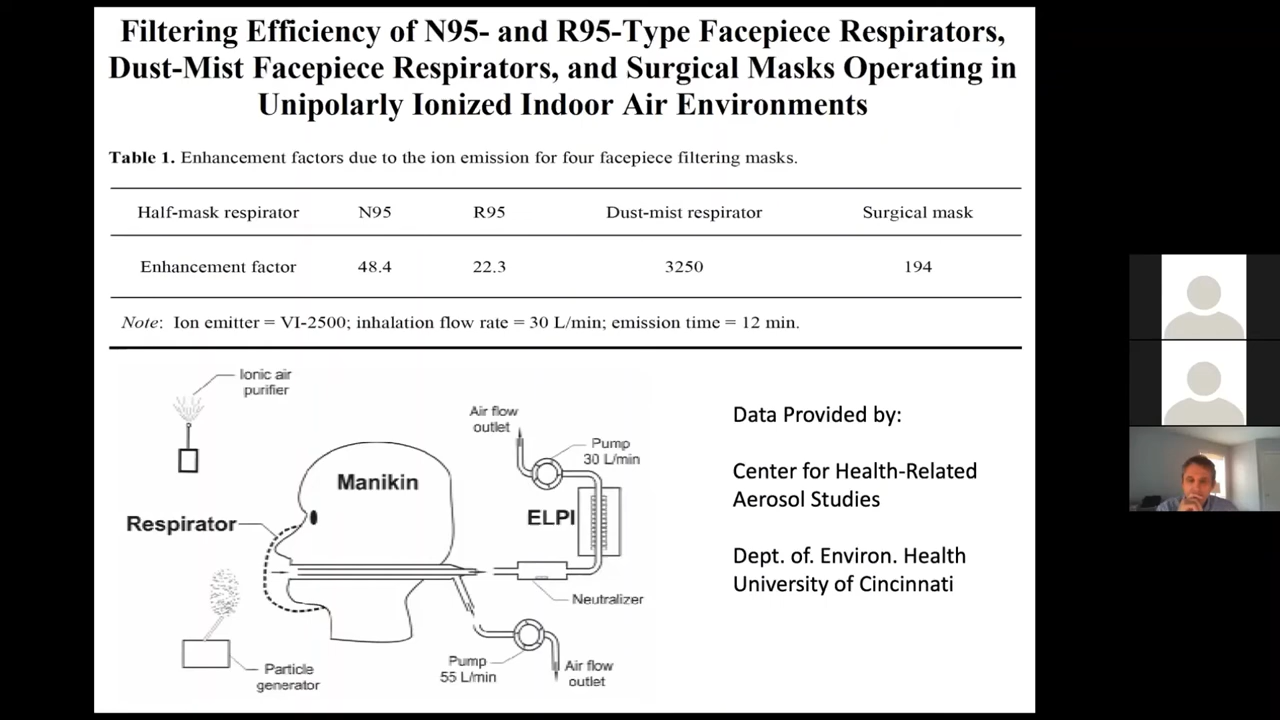 Filtering Efficiency of N95- and R95-Type Facepiece Respirators,
Dust-Mist Facepiece Respirators, and Surgical Masks Operating in
Unipolarly Ionized Indoor Air Environments
Table 1. Enhancement factors due to the ion emission for four facepiece filtering masks.
Half-mask respirator N95 R95 Dust-mist respirator Surgical mask
Enhancement factor 48.4 22.3 3250 194
Note: Ion emitter = VI-2500; inhalation flow rate = 30 L/min; emission time = 12 min.
Ionic air
purifier
Air flow
outlet
Pump
30 L/min
Manikin
Respirator
ELPI
Neutralizer
Particle
generator
Pump
55 L/min
Air flow
outlet
Data Provided by:
Center for Health-Related
Aerosol Studies
Dept. of. Environ. Health
University of Cincinnati